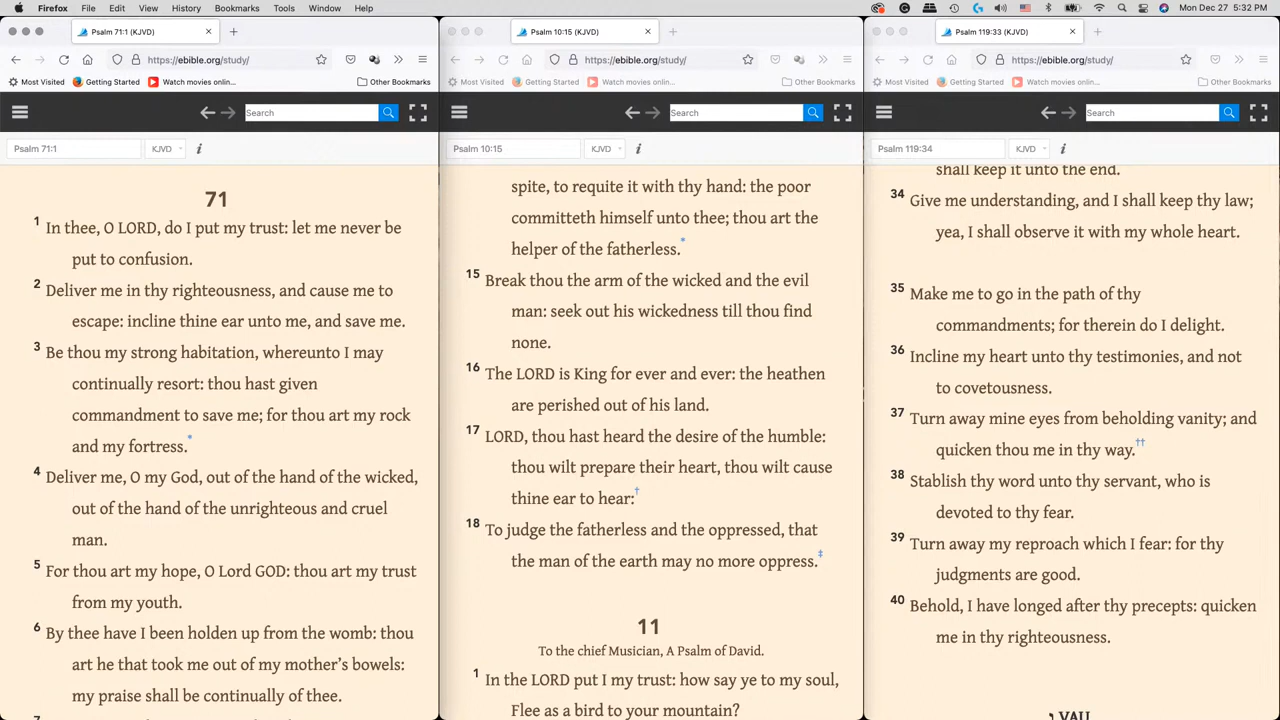 Firefox File Edit View History Bookmarks Tools Window Help Mon Dec 27 5:32 PM
Psalm 71:1 (KJVD)
https://ebible.org/study/
Most Visited Getting Started Watch movies onlin... Other Bookmarks
Search
Psalm 71:1 KJVD i
71
1 In thee, O LORD, do I put my trust: let me never be
put to confusion.
2 Deliver me in thy righteousness, and cause me to
escape: incline thine ear unto me, and save me.
3 Be thou my strong habitation, whereunto I may
continually resort: thou hast given
commandment to save me; for thou art my rock
and my fortress.*
4 Deliver me, O my God, out of the hand of the wicked,
out of the hand of the unrighteous and cruel
man.
5 For thou art my hope, O Lord GOD: thou art my trust
from my youth.
6 By thee have I been holden up from the womb: thou
art he that took me out of my mother’s bowels:
my praise shall be continually of thee.
7
Psalm 10:15 (KJVD)
https://ebible.org/study/
Most Visited Getting Started Watch movies onlin... Other Bookmarks
Search
Psalm 10:15 KJVD i
spite, to requite it with thy hand: the poor
committeth himself unto thee; thou art the
helper of the fatherless.*
15 Break thou the arm of the wicked and the evil
man: seek out his wickedness till thou find
none.
16 The LORD is King for ever and ever: the heathen
are perished out of his land.
17 LORD, thou hast heard the desire of the humble:
thou wilt prepare their heart, thou wilt cause
thine ear to hear:†
18 To judge the fatherless and the oppressed, that
the man of the earth may no more oppress.‡
11
To the chief Musician, A Psalm of David.
1 In the LORD put I my trust: how say ye to my soul,
Flee as a bird to your mountain?
Psalm 119:33 (KJVD)
https://ebible.org/study/
Most Visited Getting Started Watch movies onlin... Other Bookmarks
Search
Psalm 119:34 KJVD i
shall keep it unto the end.
34 Give me understanding, and I shall keep thy law;
yea, I shall observe it with my whole heart.
35 Make me to go in the path of thy
commandments; for therein do I delight.
36 Incline my heart unto thy testimonies, and not
to covetousness.
37 Turn away mine eyes from beholding vanity; and
quicken thou me in thy way.††
38 Stablish thy word unto thy servant, who is
devoted to thy fear.
39 Turn away my reproach which I fear: for thy
judgments are good.
40 Behold, I have longed after thy precepts: quicken
me in thy righteousness.
ו VAU